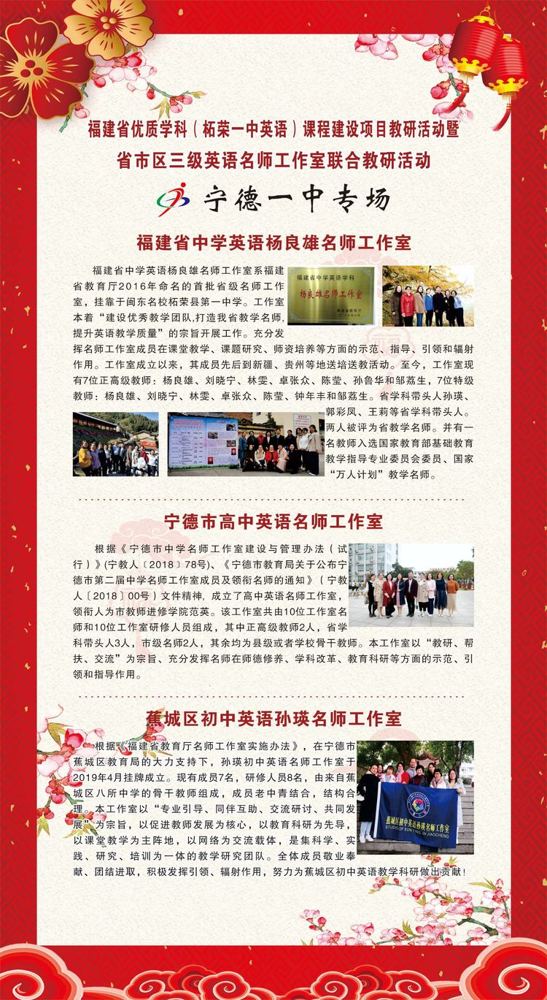 福建省优质学科（柘荣一中英语）课程建设项目教研活动暨
省市区三级英语名师工作室联合教研活动
宁德一中专场
福建省中学英语杨良雄名师工作室
福建省中学英语杨良雄名师工作室系福建
省教育厅2016年命名的首批省级名师工作
室，挂靠于闽东名校柘荣县第一中学。工作室
本着“建设优秀教学团队,打造我省教学名师,
提升英语教学质量”的宗旨开展工作。充分发
挥名师工作室成员在课堂教学、课题研究、师资培养等方面的示范、指导、引领和辐射
作用。工作室成立以来，其成员先后到新疆、贵州等地送培送教活动。至今，工作室现
有7位正高级教师：杨良雄、刘晓宁、林雯、卓张众、陈莹、孙鲁华和邹荔生，7位特级
教师：杨良雄、刘晓宁、林雯、卓张众、陈莹、钟年丰和邹荔生。省学科带头人孙瑛、
郭彩凤、王莉等省学科带头人。
两人被评为省教学名师。并有一
名教师入选国家教育部基础教育
教学指导专业委员会委员、国家
“万人计划”教学名师。
福建省中学英语学科
杨良雄名师工作室
福建省教育厅
二〇一六年六月
宁德市高中英语名师工作室
根据《宁德市中学名师工作室建设与管理办法（试
行）》(宁教人〔2018〕78号)、《宁德市教育局关于公布宁
德市第二届中学名师工作室成员及领衔名师的通知》（宁教
人〔2018〕00号）文件精神，成立了高中英语名师工作室，
领衔人为市教师进修学院范英。该工作室共由10位工作室名
师和10位工作室研修人员组成，其中正高级教师2人，省学
科带头人3人，市级名师2人，其余均为县级或者学校骨干教师。本工作室以“教研、帮
扶、交流”为宗旨、充分发挥名师在师德修养、学科改革、教育科研等方面的示范、引
领和指导作用。
蕉城区初中英语孙瑛名师工作室
根据《福建省教育厅名师工作室实施办法》，在宁德市
蕉城区教育局的大力支持下，孙瑛初中英语名师工作室于
2019年4月挂牌成立。现有成员7名，研修人员8名，由来自蕉
城区八所中学的骨干教师组成，成员老中青结合，结构合
理。本工作室以“专业引导、同伴互助、交流研讨、共同发
展”为宗旨，以促进教师发展为核心，以教育科研为先导，
以课堂教学为主阵地，以网络为交流载体，是集科学、实
践、研究、培训为一体的教学研究团队。全体成员敬业奉
献、团结进取，积极发挥引领、辐射作用，努力为蕉城区初中英语教学科研做出贡献！
蕉城区初中英语孙瑛名师工作室
STUDIO OF SUN YING IN JIAOCHENG